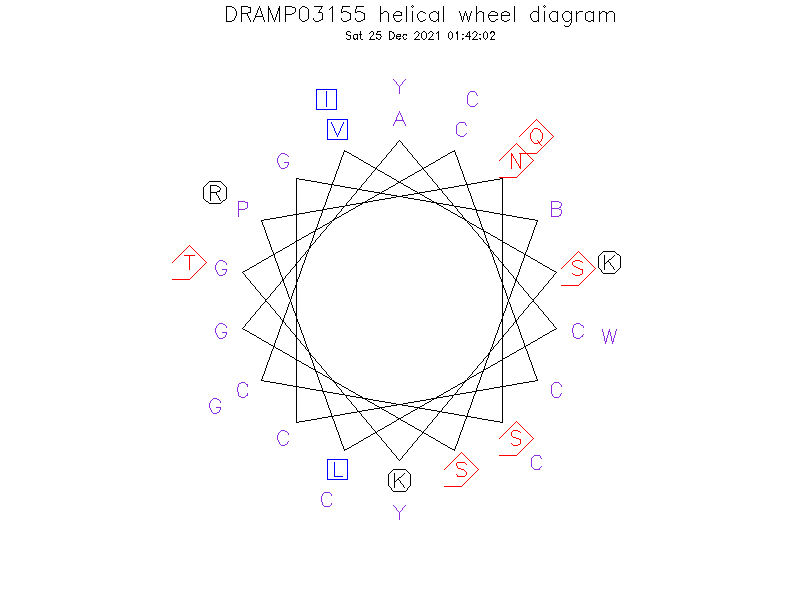 DRAMP03155 helical wheel diagram
Sat 25 Dec 2021 01:42:02
Y
I
C
A
V
C
Q
G
N
R
P
B
T
G
S
K
G
C
W
C
C
G
C
S
L
S
C
K
C
Y